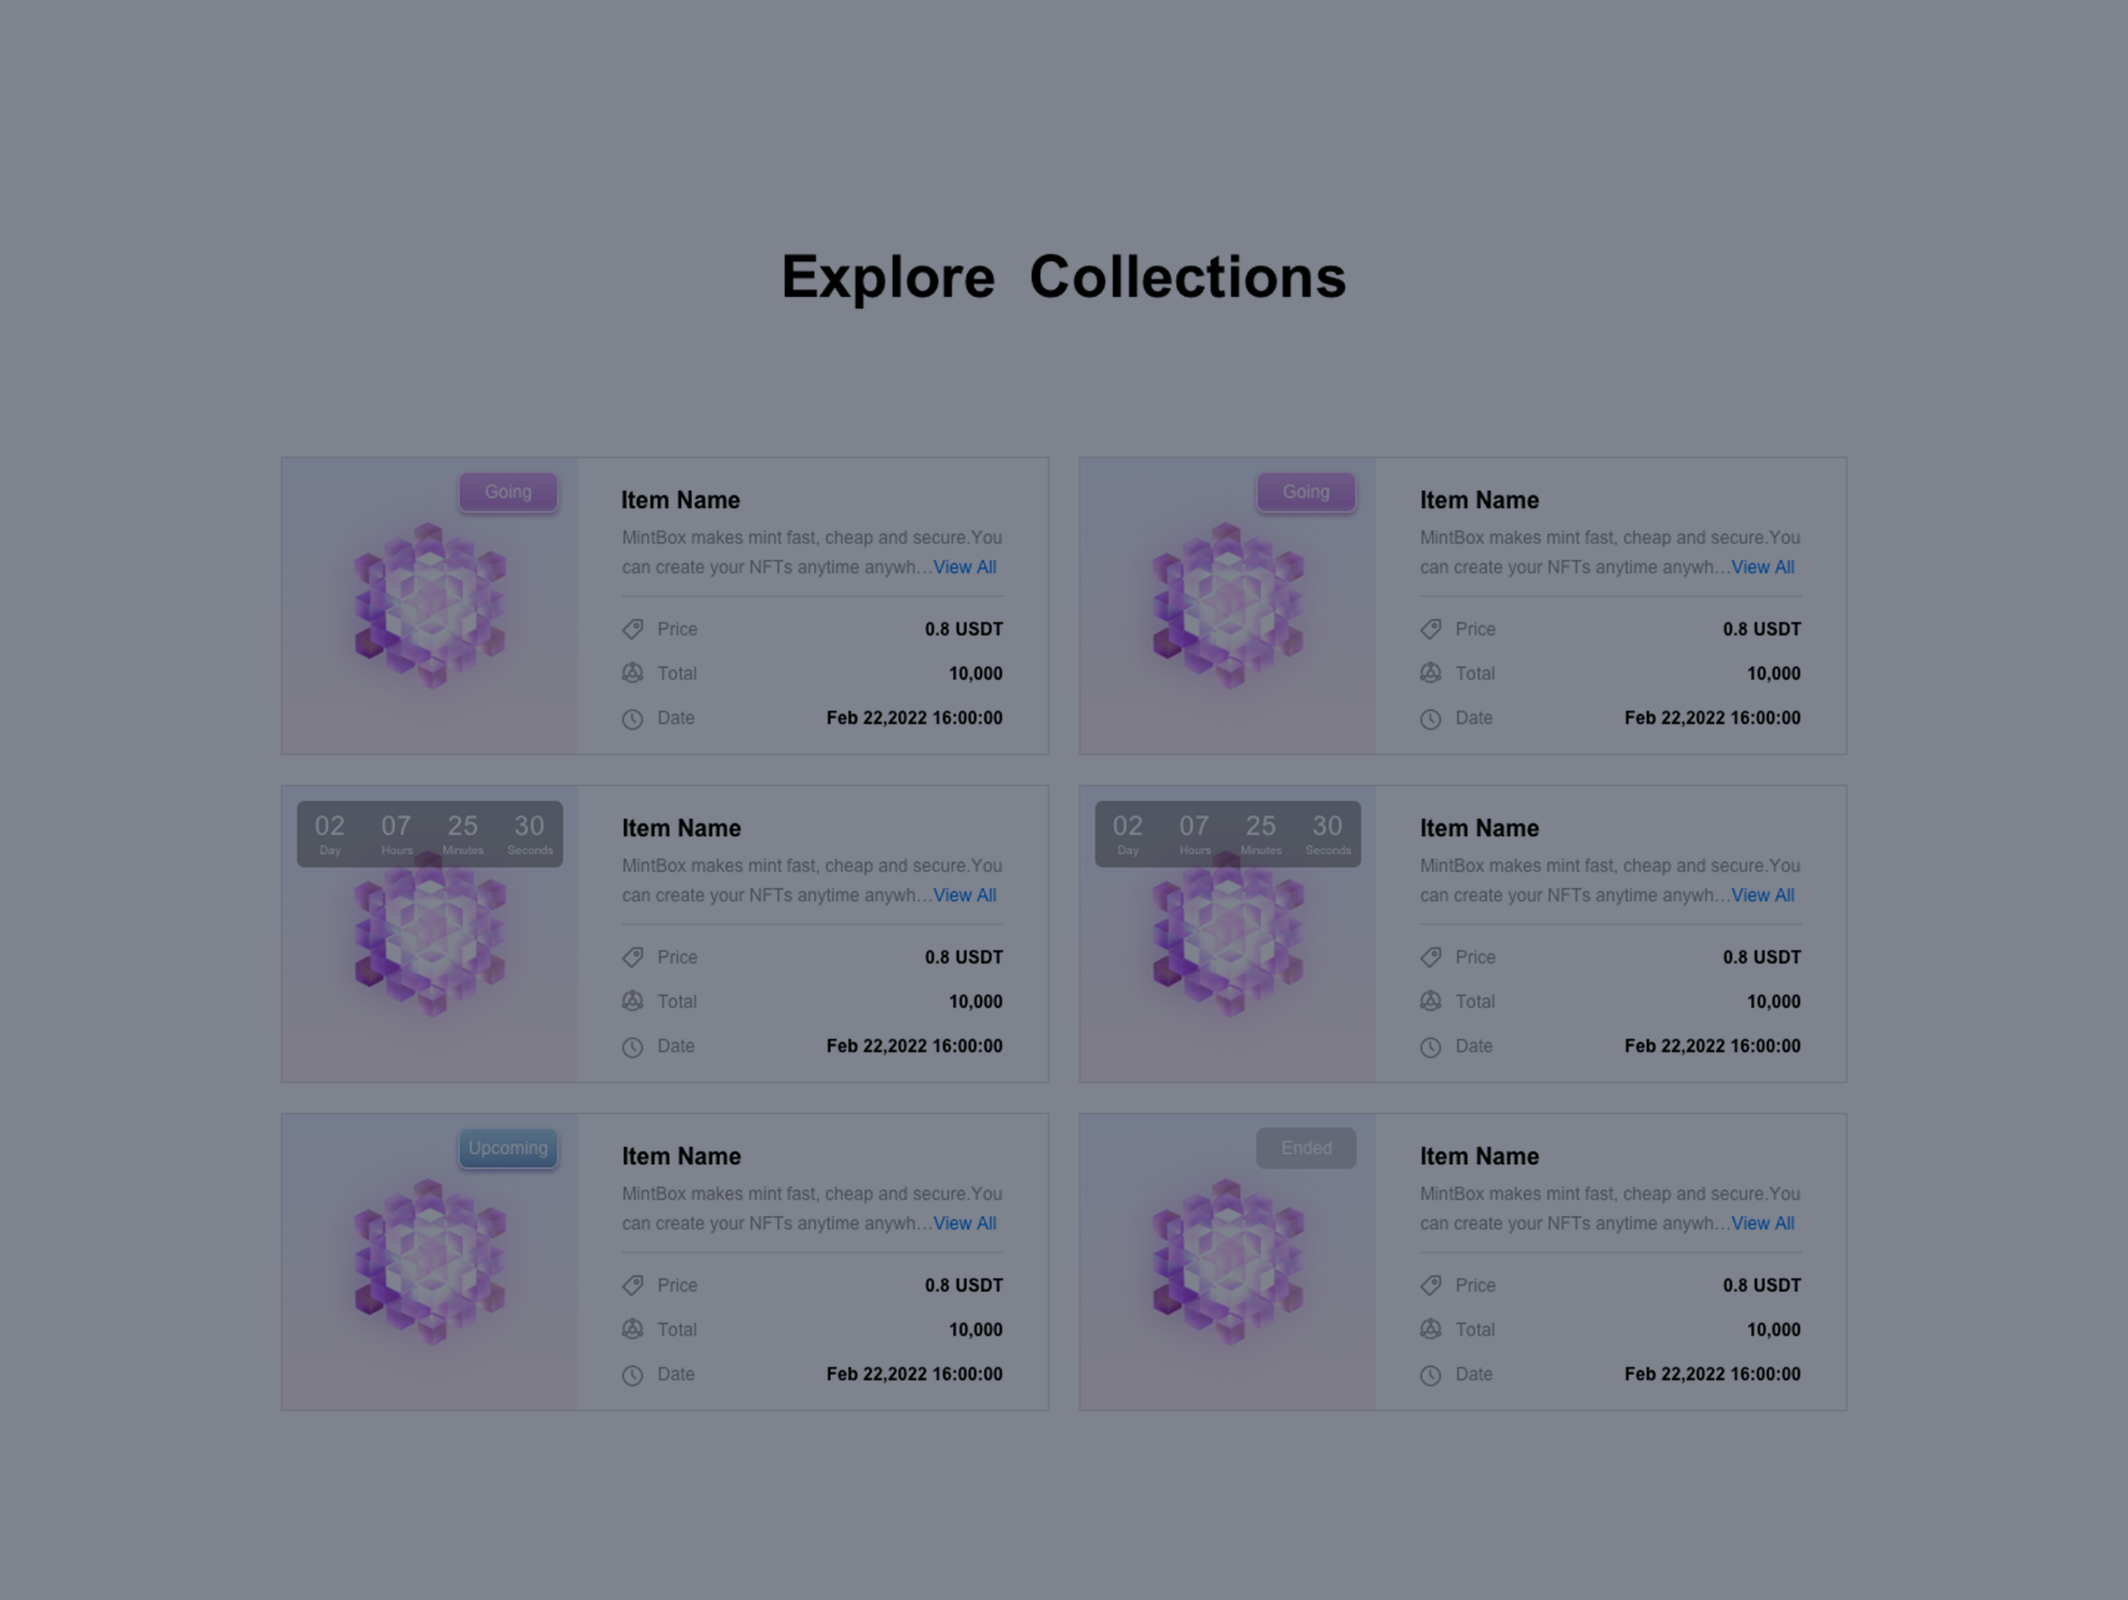 Explore Collections
Going
Item Name
MintBox makes mint fast, cheap and secure.You
can create your NFTs anytime anywh...View All
Price 0.8 USDT
Total 10,000
Date Feb 22,2022 16:00:00
Going
Item Name
MintBox makes mint fast, cheap and secure.You
can create your NFTs anytime anywh...View All
Price 0.8 USDT
Total 10,000
Date Feb 22,2022 16:00:00
02 07 25 30
Day Hours Minutes Seconds
Item Name
MintBox makes mint fast, cheap and secure.You
can create your NFTs anytime anywh...View All
Price 0.8 USDT
Total 10,000
Date Feb 22,2022 16:00:00
02 07 25 30
Day Hours Minutes Seconds
Item Name
MintBox makes mint fast, cheap and secure.You
can create your NFTs anytime anywh...View All
Price 0.8 USDT
Total 10,000
Date Feb 22,2022 16:00:00
Upcoming
Item Name
MintBox makes mint fast, cheap and secure.You
can create your NFTs anytime anywh...View All
Price 0.8 USDT
Total 10,000
Date Feb 22,2022 16:00:00
Ended
Item Name
MintBox makes mint fast, cheap and secure.You
can create your NFTs anytime anywh...View All
Price 0.8 USDT
Total 10,000
Date Feb 22,2022 16:00:00